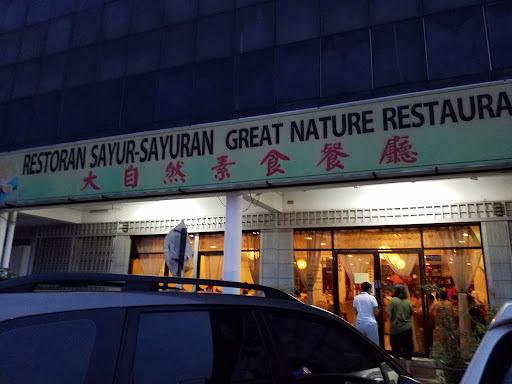 RESTORAN SAYUR-SAYURAN GREAT NATURE RESTAURA
大自然素食餐廳